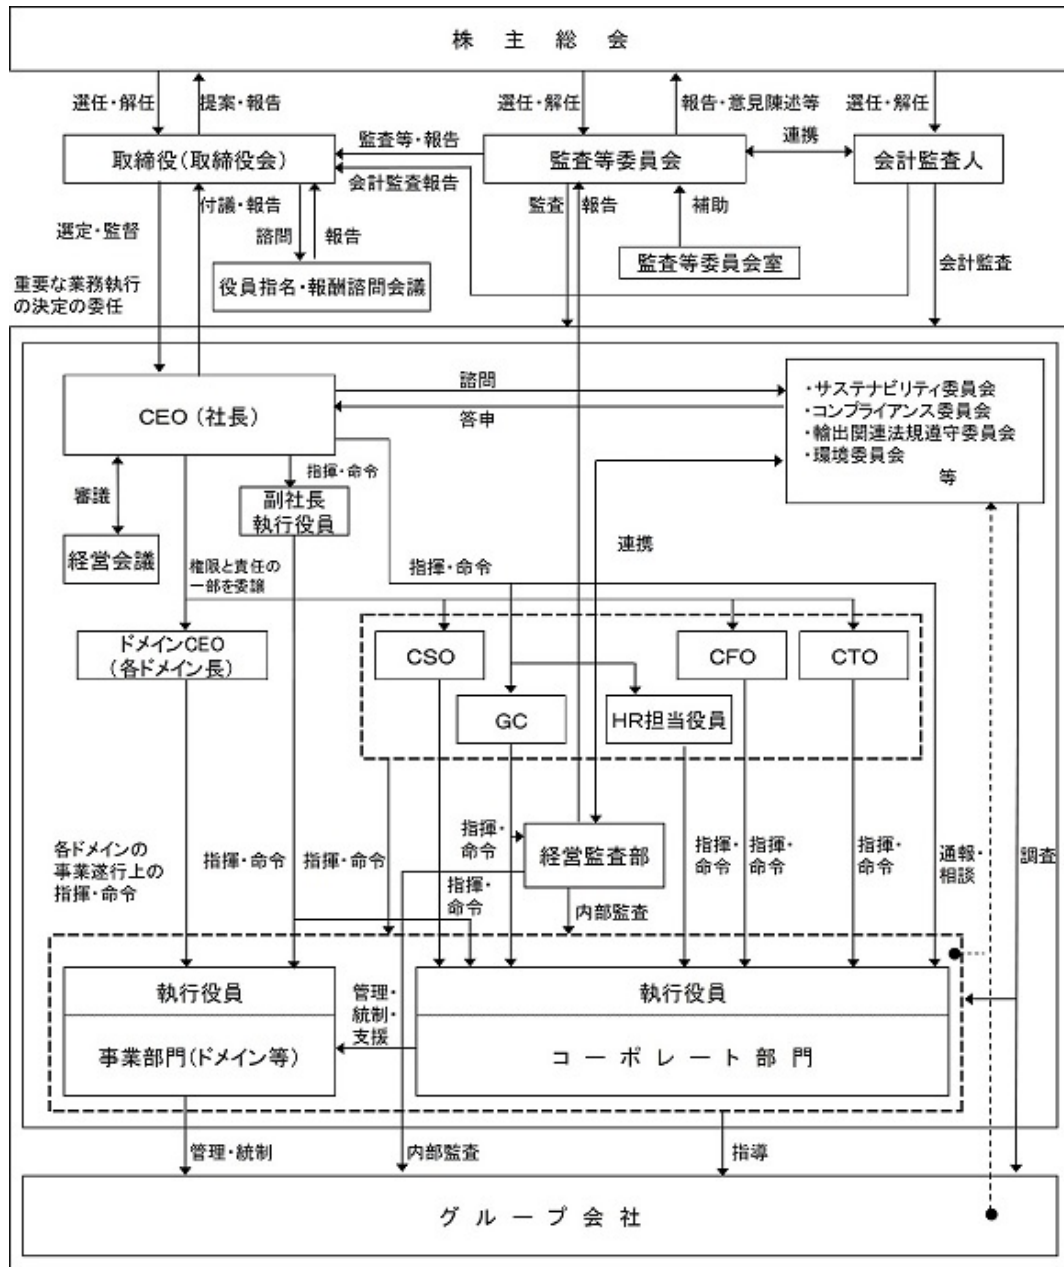 株 主 総 会
選任・解任
提案・報告
選任・解任
報告・意見陳述等
選任・解任
取締役(取締役会)
監査等・報告
会計監査報告
監査等委員会
連携
会計監査人
選定・監督
付議・報告
諮問
報告
監査
報告
補助
役員指名・報酬諮問会議
監査等委員会室
会計監査
重要な業務執行
の決定の委任
CEO(社長)
諮問
答申
・サステナビリティ委員会
・コンプライアンス委員会
・輸出関連法規遵守委員会
・環境委員会
等
審議
指揮・命令
副社長
執行役員
経営会議
権限と責任の
一部を委譲
指揮・命令
連携
ドメインCEO
(各ドメイン長)
CSO
CFO
CTO
GC
HR担当役員
各ドメインの
事業遂行上の
指揮・命令
指揮・命令
指揮・命令
指揮・
命令
指揮・
命令
経営監査部
内部監査
指揮・
命令
指揮・
命令
指揮・
命令
通報・
相談
調査
執行役員
事業部門(ドメイン等)
管理・
統制・
支援
執行役員
コ ー ポ レ ー ト 部 門
管理・統制
内部監査
指導
グ ル ー プ 会 社